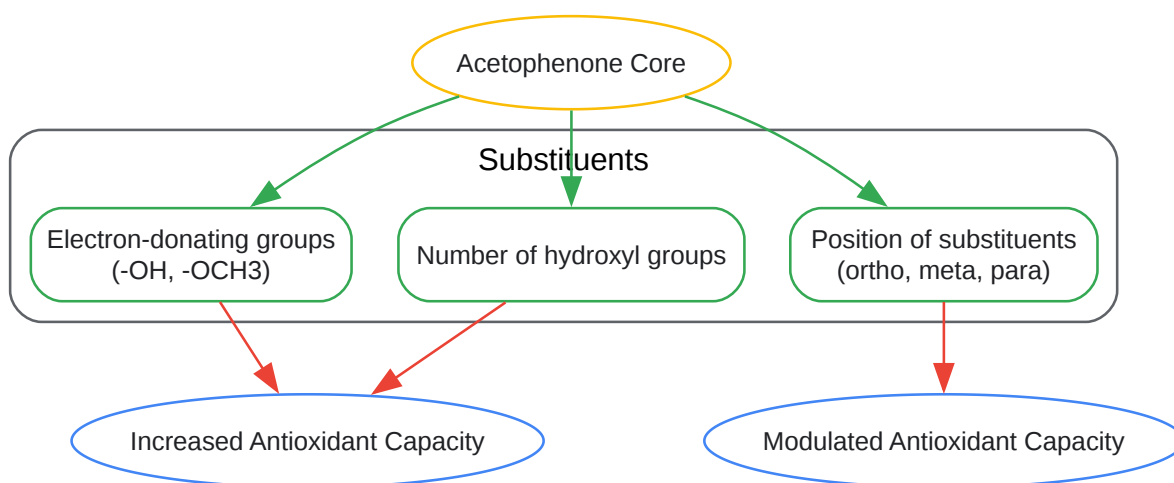 Acetophenone Core
Substituents
Electron-donating groups
(-OH, -OCH3)
Number of hydroxyl groups
Position of substituents
(ortho, meta, para)
Increased Antioxidant Capacity
Modulated Antioxidant Capacity